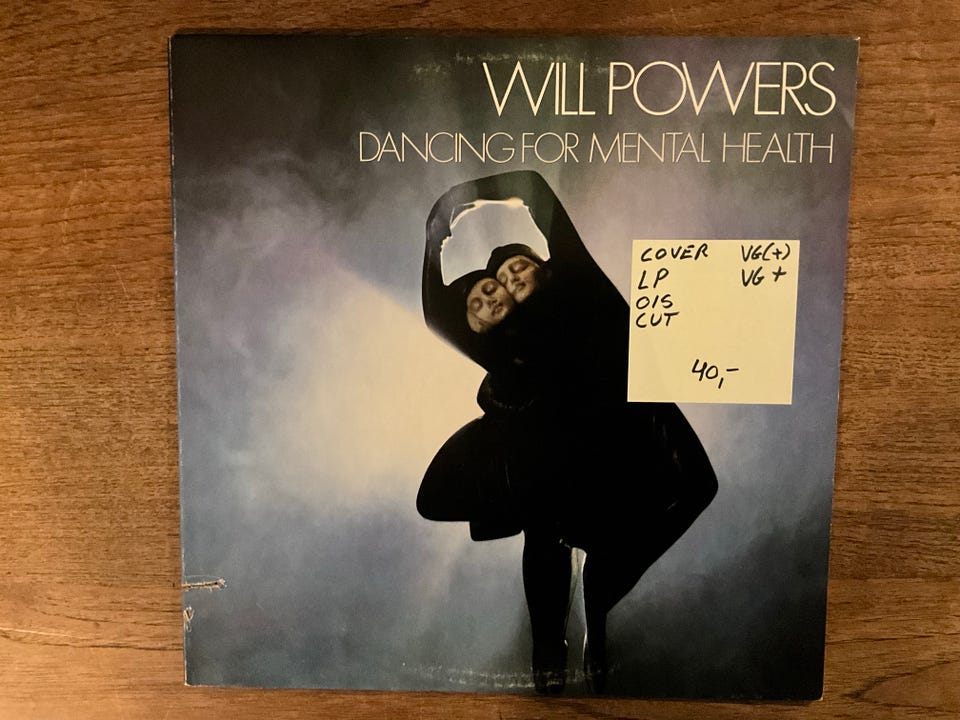 WILL POWERS
DANCING FOR MENTAL HEALTH
COVER VG(+)
LP VG+
OIS
CUT
40,-